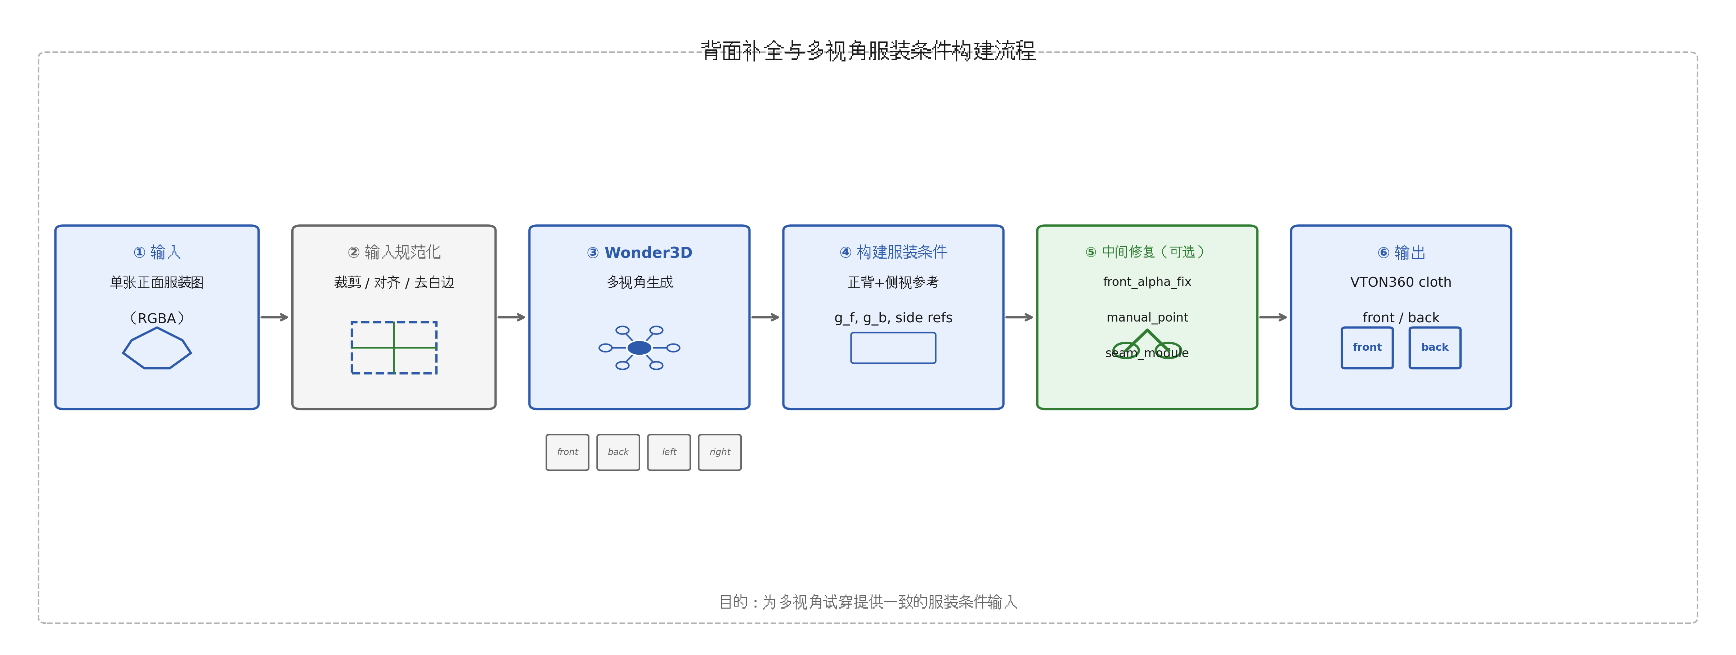 背面补全与多视角服装条件构建流程
① 输入
单张正面服装图
（RGBA）
② 输入规范化
裁剪 / 对齐 / 去白边
③ Wonder3D
多视角生成
front
back
left
right
④ 构建服装条件
正背+侧视参考
g_f, g_b, side refs
⑤ 中间修复（可选）
front_alpha_fix
manual_point
seam_module
⑥ 输出
VTON360 cloth
front / back
front
back
目的：为多视角试穿提供一致的服装条件输入